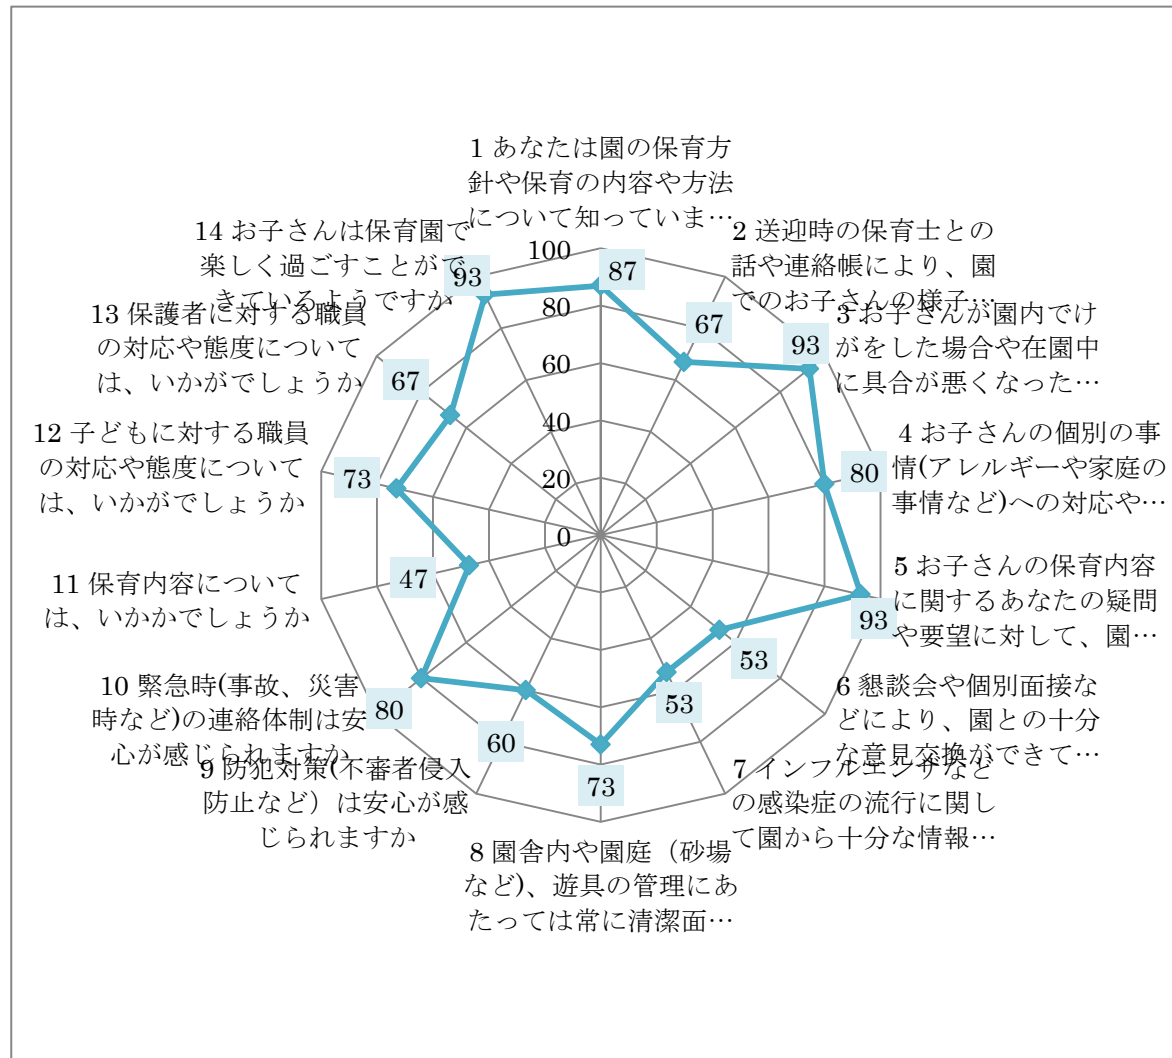 1 あなたは園の保育方
針や保育の内容や方法
について知っていま…
2 送迎時の保育士との
話や連絡帳により、園
でのお子さんの様子…
3 お子さんが園内でけ
がをした場合や在園中
に具合が悪くなった…
4 お子さんの個別の事
情(アレルギーや家庭の
事情など)への対応や…
5 お子さんの保育内容
に関するあなたの疑問
や要望に対して、園…
6 懇談会や個別面接な
どにより、園との十分
な意見交換ができて…
7 インフルエンザなど
の感染症の流行に関し
て園から十分な情報…
8 園舎内や園庭（砂場
など)、遊具の管理にあ
たっては常に清潔面…
9 防犯対策(不審者侵入
防止など）は安心が感
じられますか
10 緊急時(事故、災害
時など)の連絡体制は安
心が感じられますか
11 保育内容について
は、いかかでしょうか
12 子どもに対する職員
の対応や態度について
は、いかがでしょうか
13 保護者に対する職員
の対応や態度について
は、いかがでしょうか
14 お子さんは保育園で
楽しく過ごすことがで
きているようですか
100
80
60
40
20
0
87
67
93
80
93
53
53
73
60
80
47
73
67
93